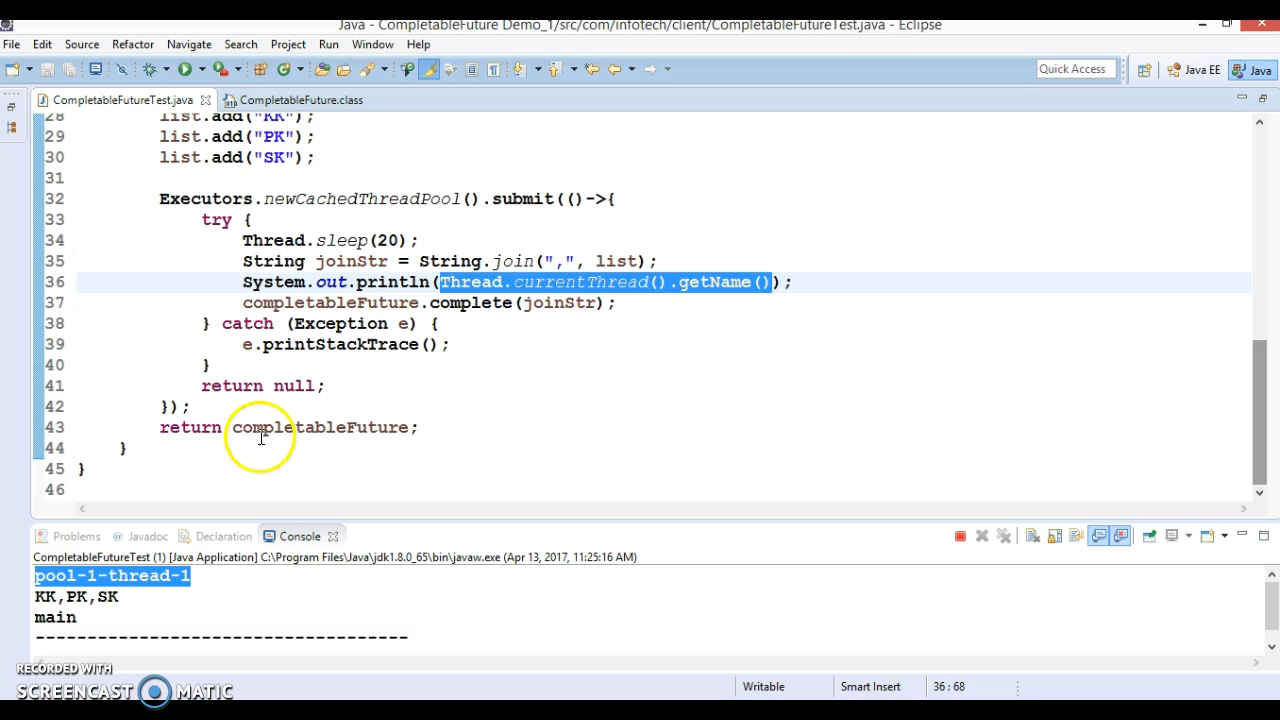 Java - CompletableFuture Demo_1/src/com/infotech/client/CompletableFutureTest.java - Eclipse
File Edit Source Refactor Navigate Search Project Run Window Help
Quick Access Java EE Java
CompletableFutureTest.java CompletableFuture.class
28 list.add("KK");
29 list.add("PK");
30 list.add("SK");
31
32 Executors.newCachedThreadPool().submit(()->{
33 try {
34 Thread.sleep(20);
35 String joinStr = String.join(",", list);
36 System.out.println(Thread.currentThread().getName());
37 completableFuture.complete(joinStr);
38 } catch (Exception e) {
39 e.printStackTrace();
40 }
41 return null;
42 });
43 return completableFuture;
44 }
45 }
46
Problems @ Javadoc Declaration Console
CompletableFutureTest (1) [Java Application] C:\Program Files\Java\jdk1.8.0_65\bin\javaw.exe (Apr 13, 2017, 11:25:16 AM)
pool-1-thread-1
KK,PK,SK
main
------------------------------------
RECORDED WITH
SCREENCAST MATIC
Writable Smart Insert 36 : 68